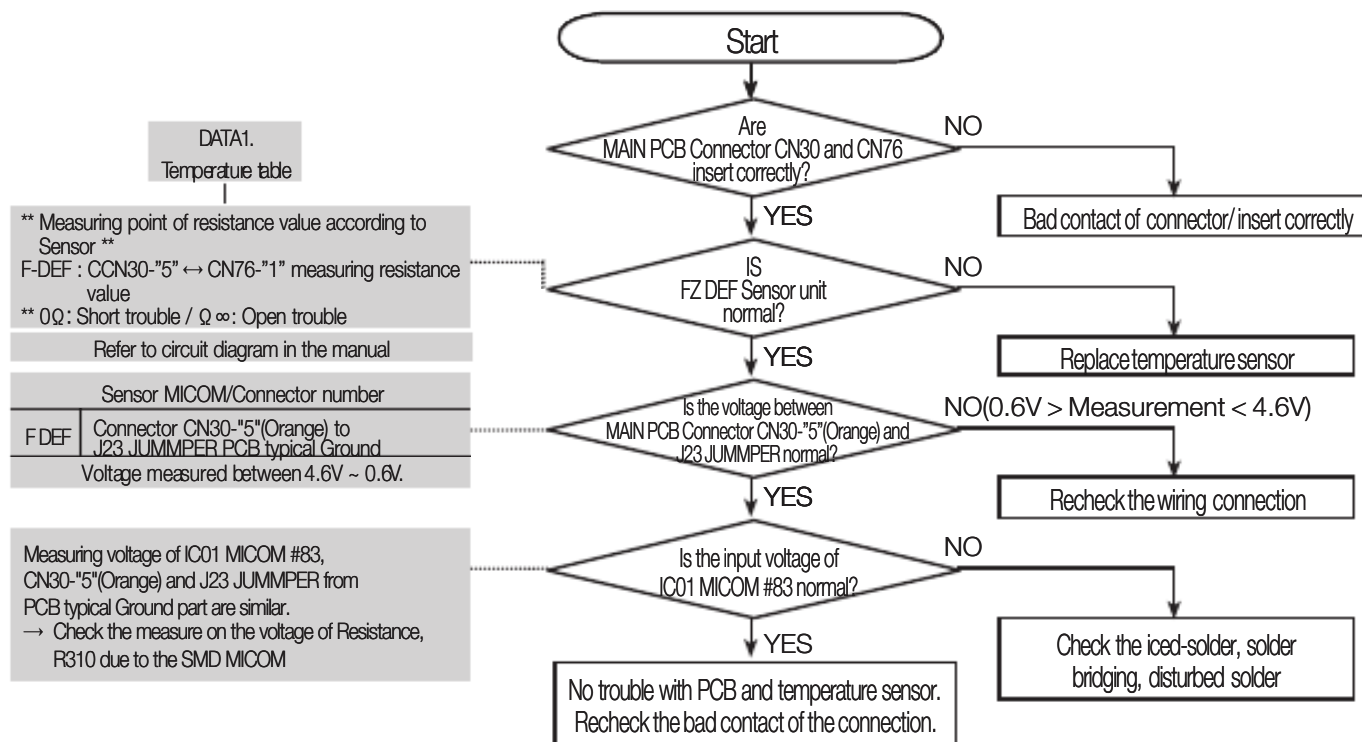 Start
Are
MAIN PCB Connector CN30 and CN76
insert correctly?
NO
Bad contact of connector/ insert correctly
YES
DATA1.
Temperature table
** Measuring point of resistance value according to
Sensor **
F-DEF : CCN30-"5" ↔ CN76-"1" measuring resistance
value
** 0Ω: Short trouble / Ω ∞: Open trouble
Refer to circuit diagram in the manual
IS
FZ DEF Sensor unit
normal?
NO
Replace temperature sensor
YES
Sensor MICOM/Connector number
F DEF
Connector CN30-"5"(Orange) to
J23 JUMMPER PCB typical Ground
Voltage measured between 4.6V ~ 0.6V.
Is the voltage between
MAIN PCB Connector CN30-"5"(Orange) and
J23 JUMMPER normal?
NO(0.6V > Measurement < 4.6V)
Recheck the wiring connection
YES
Measuring voltage of IC01 MICOM #83,
CN30-"5"(Orange) and J23 JUMMPER from
PCB typical Ground part are similar.
→ Check the measure on the voltage of Resistance,
R310 due to the SMD MICOM
Is the input voltage of
IC01 MICOM #83 normal?
NO
Check the iced-solder, solder
bridging, disturbed solder
YES
No trouble with PCB and temperature sensor.
Recheck the bad contact of the connection.